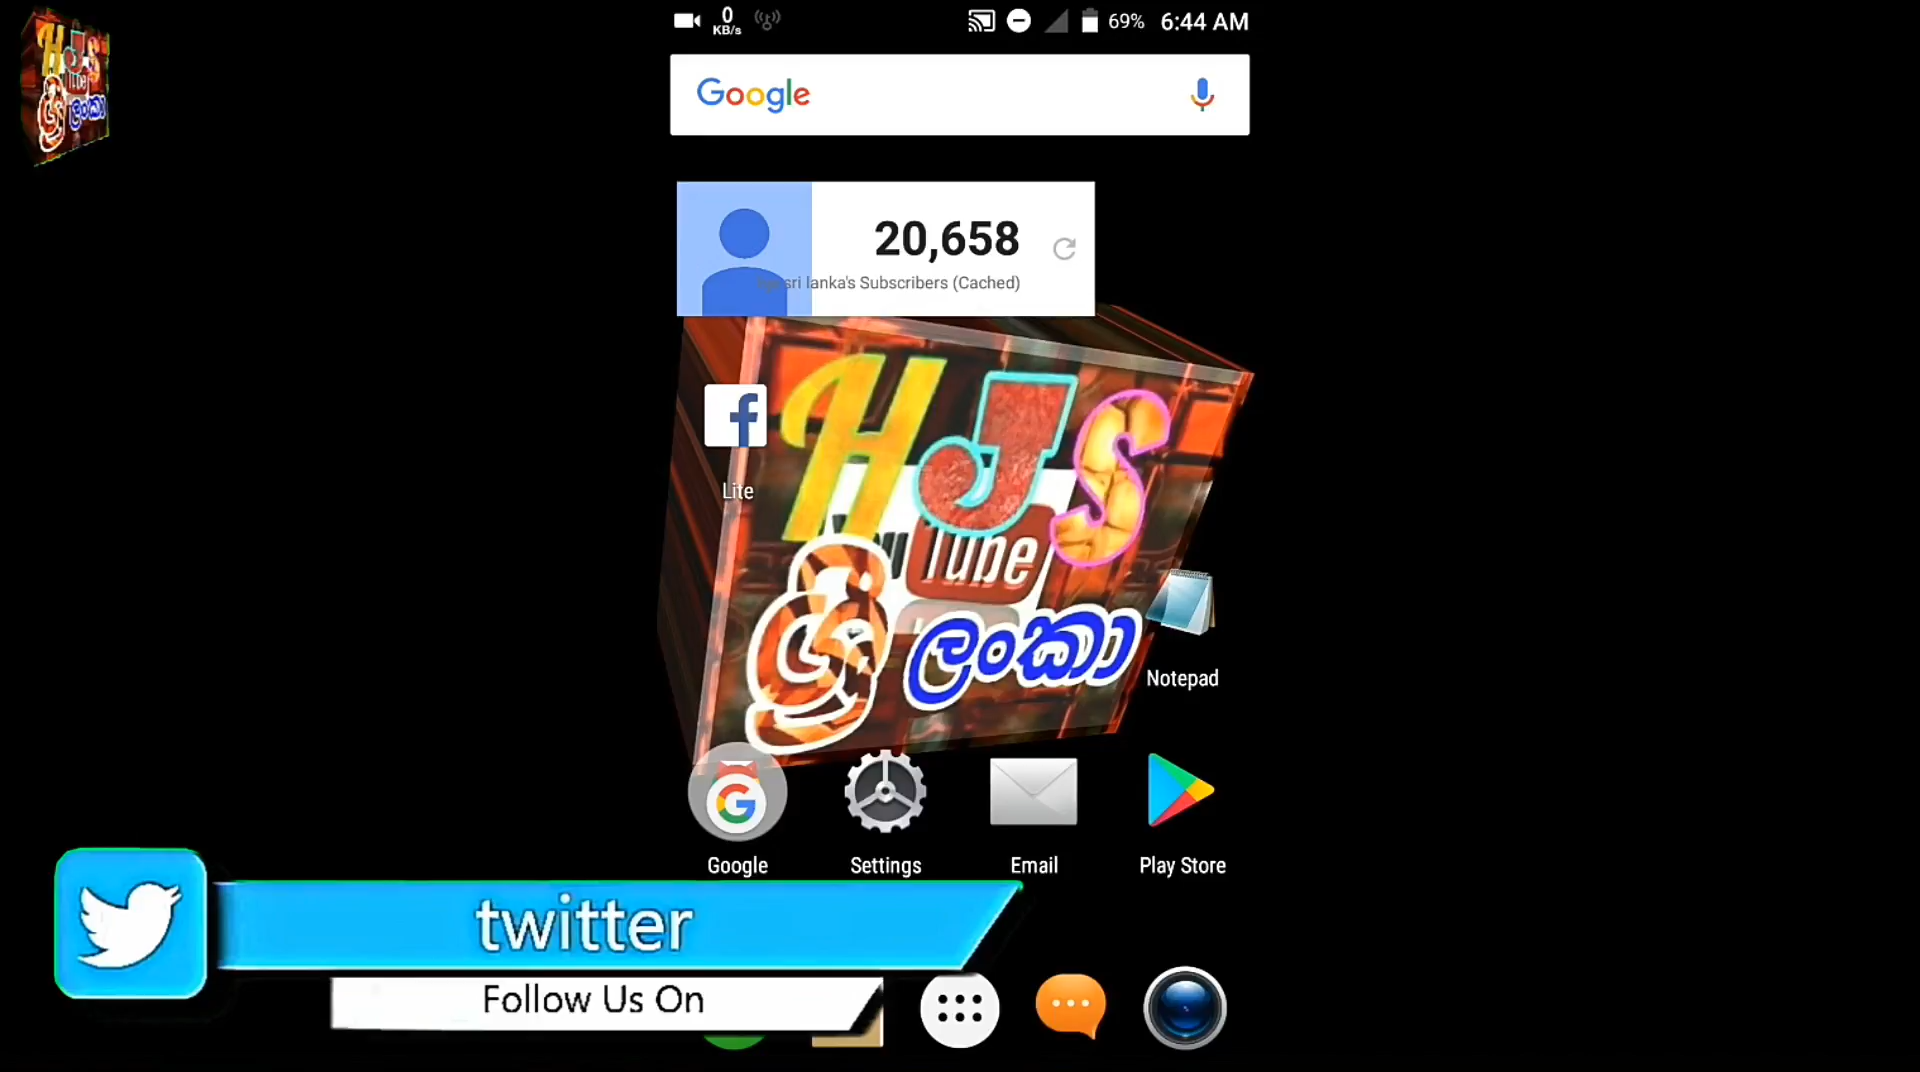 0
KB/s
69%
6:44 AM
Google
20,658
sri lanka's Subscribers (Cached)
HJS
Tube
ශ්‍රී ලංකා
Lite
Notepad
Google
Settings
Email
Play Store
twitter
Follow Us On
HJS
ශ්‍රී ලංකා